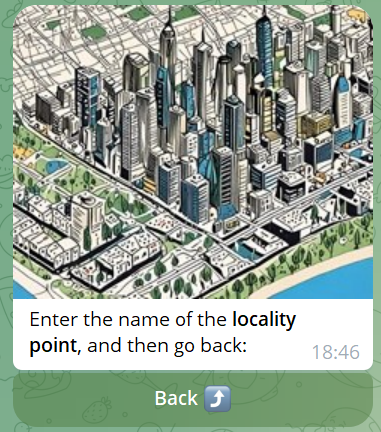 Enter the name of the locality
point, and then go back:
18:46
Back ⤴️